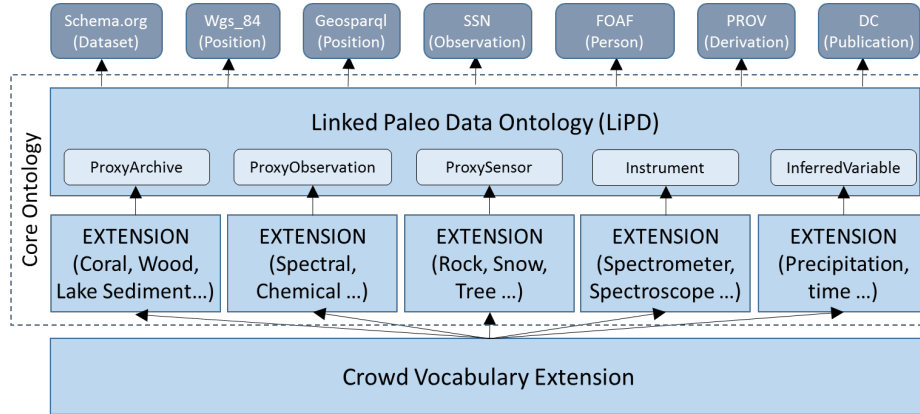 Schema.org
(Dataset)
Wgs_84
(Position)
Geosparql
(Position)
SSN
(Observation)
FOAF
(Person)
PROV
(Derivation)
DC
(Publication)
Core Ontology
Linked Paleo Data Ontology (LiPD)
ProxyArchive
ProxyObservation
ProxySensor
Instrument
InferredVariable
EXTENSION
(Coral, Wood,
Lake Sediment...)
EXTENSION
(Spectral,
Chemical ...)
EXTENSION
(Rock, Snow,
Tree ...)
EXTENSION
(Spectrometer,
Spectroscope ...)
EXTENSION
(Precipitation,
time ...)
Crowd Vocabulary Extension